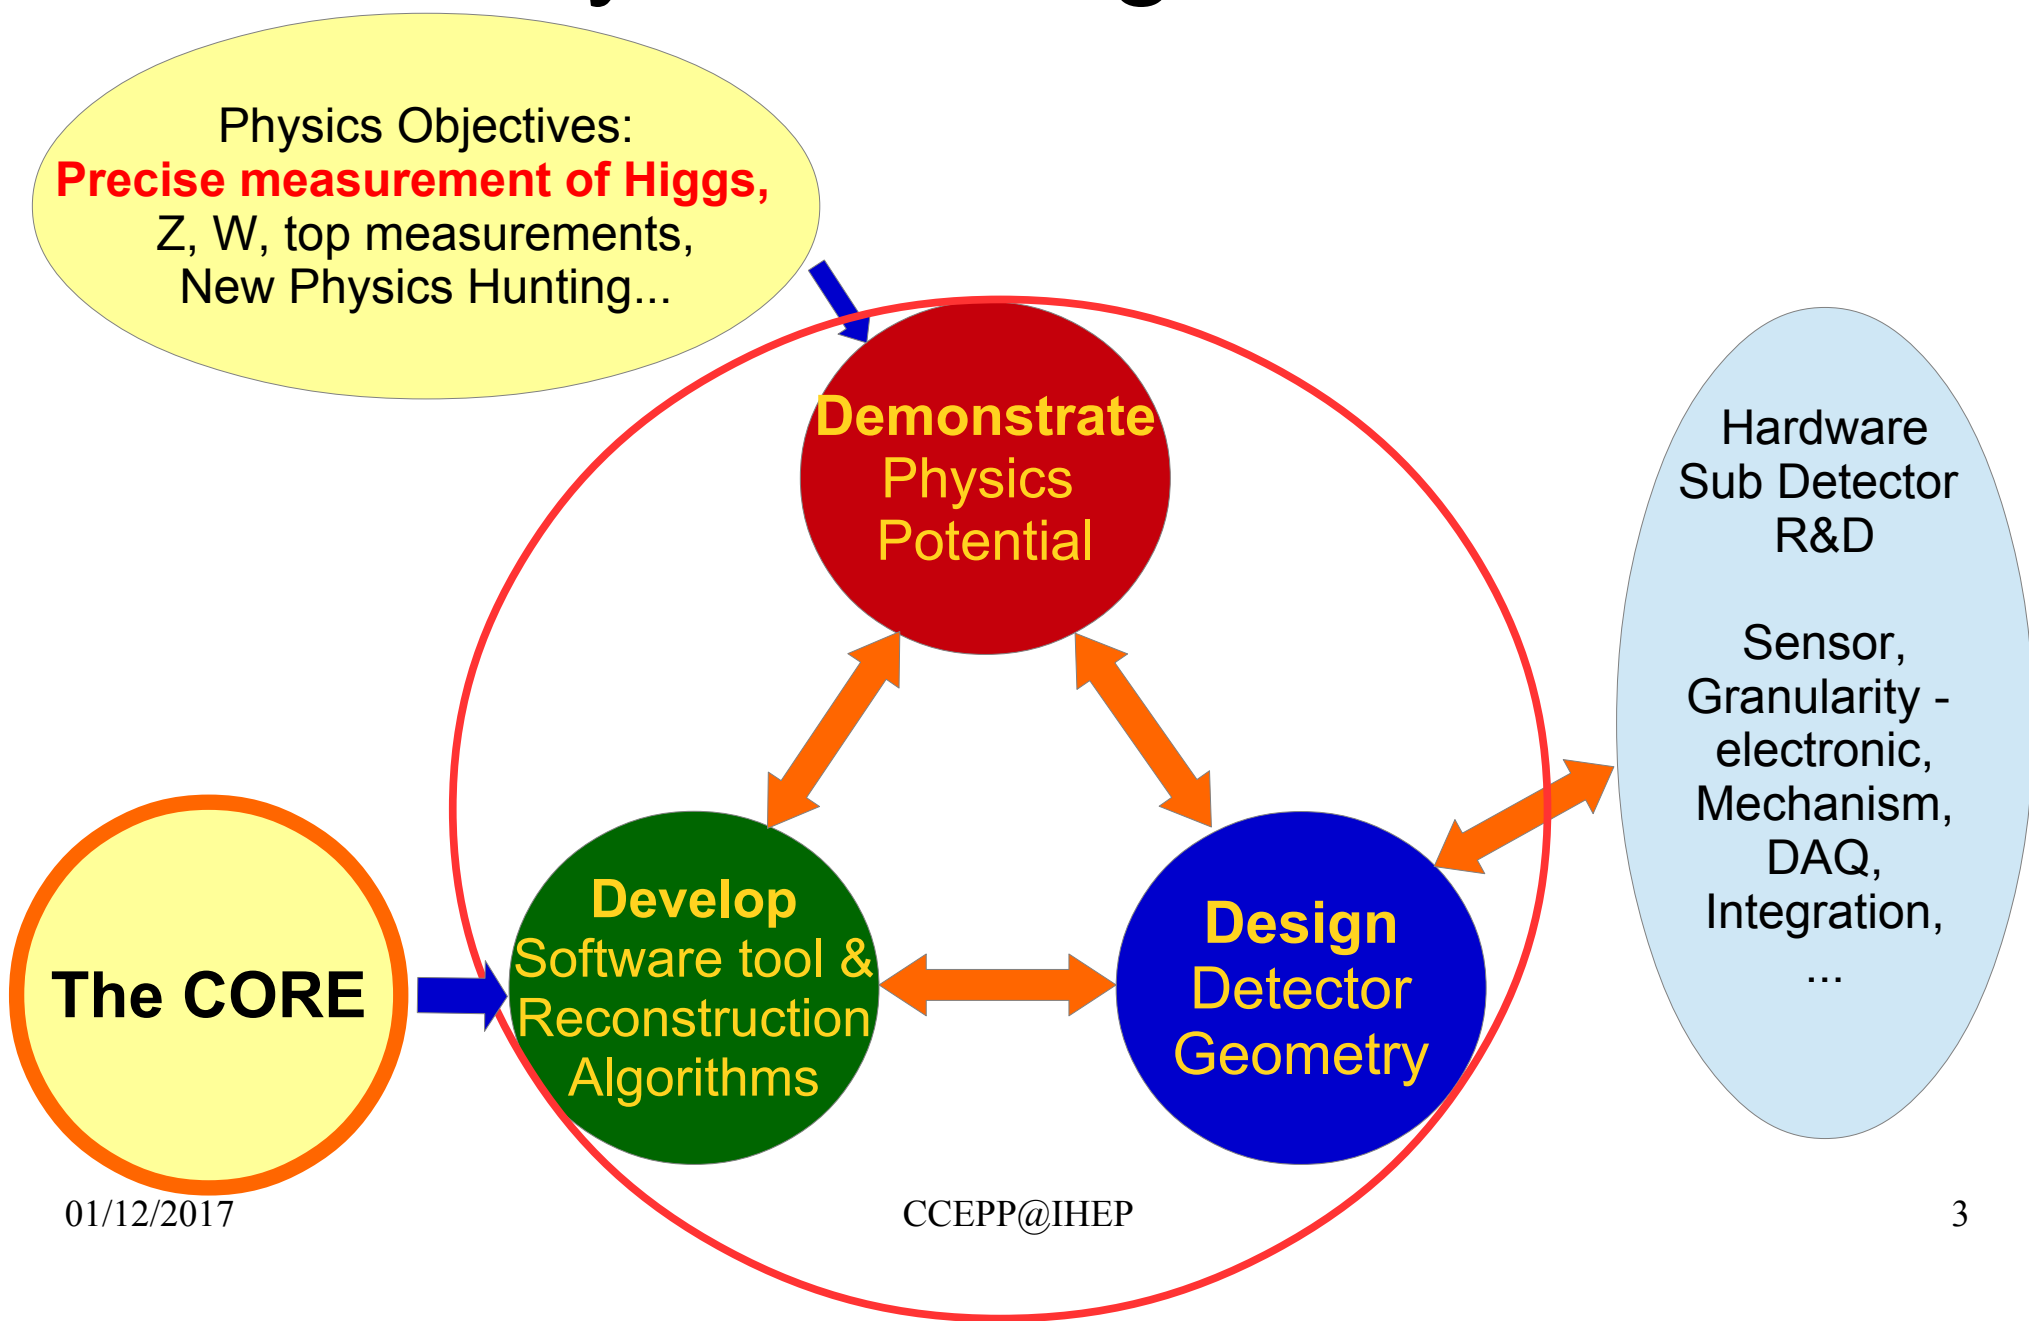 Physics Objectives:
Precise measurement of Higgs,
Z, W, top measurements,
New Physics Hunting...
Demonstrate
Physics
Potential
Hardware
Sub Detector
R&D
Sensor,
Granularity -
electronic,
Mechanism,
DAQ,
Integration,
...
The CORE
Develop
Software tool &
Reconstruction
Algorithms
Design
Detector
Geometry
01/12/2017
CCEPP@IHEP
3